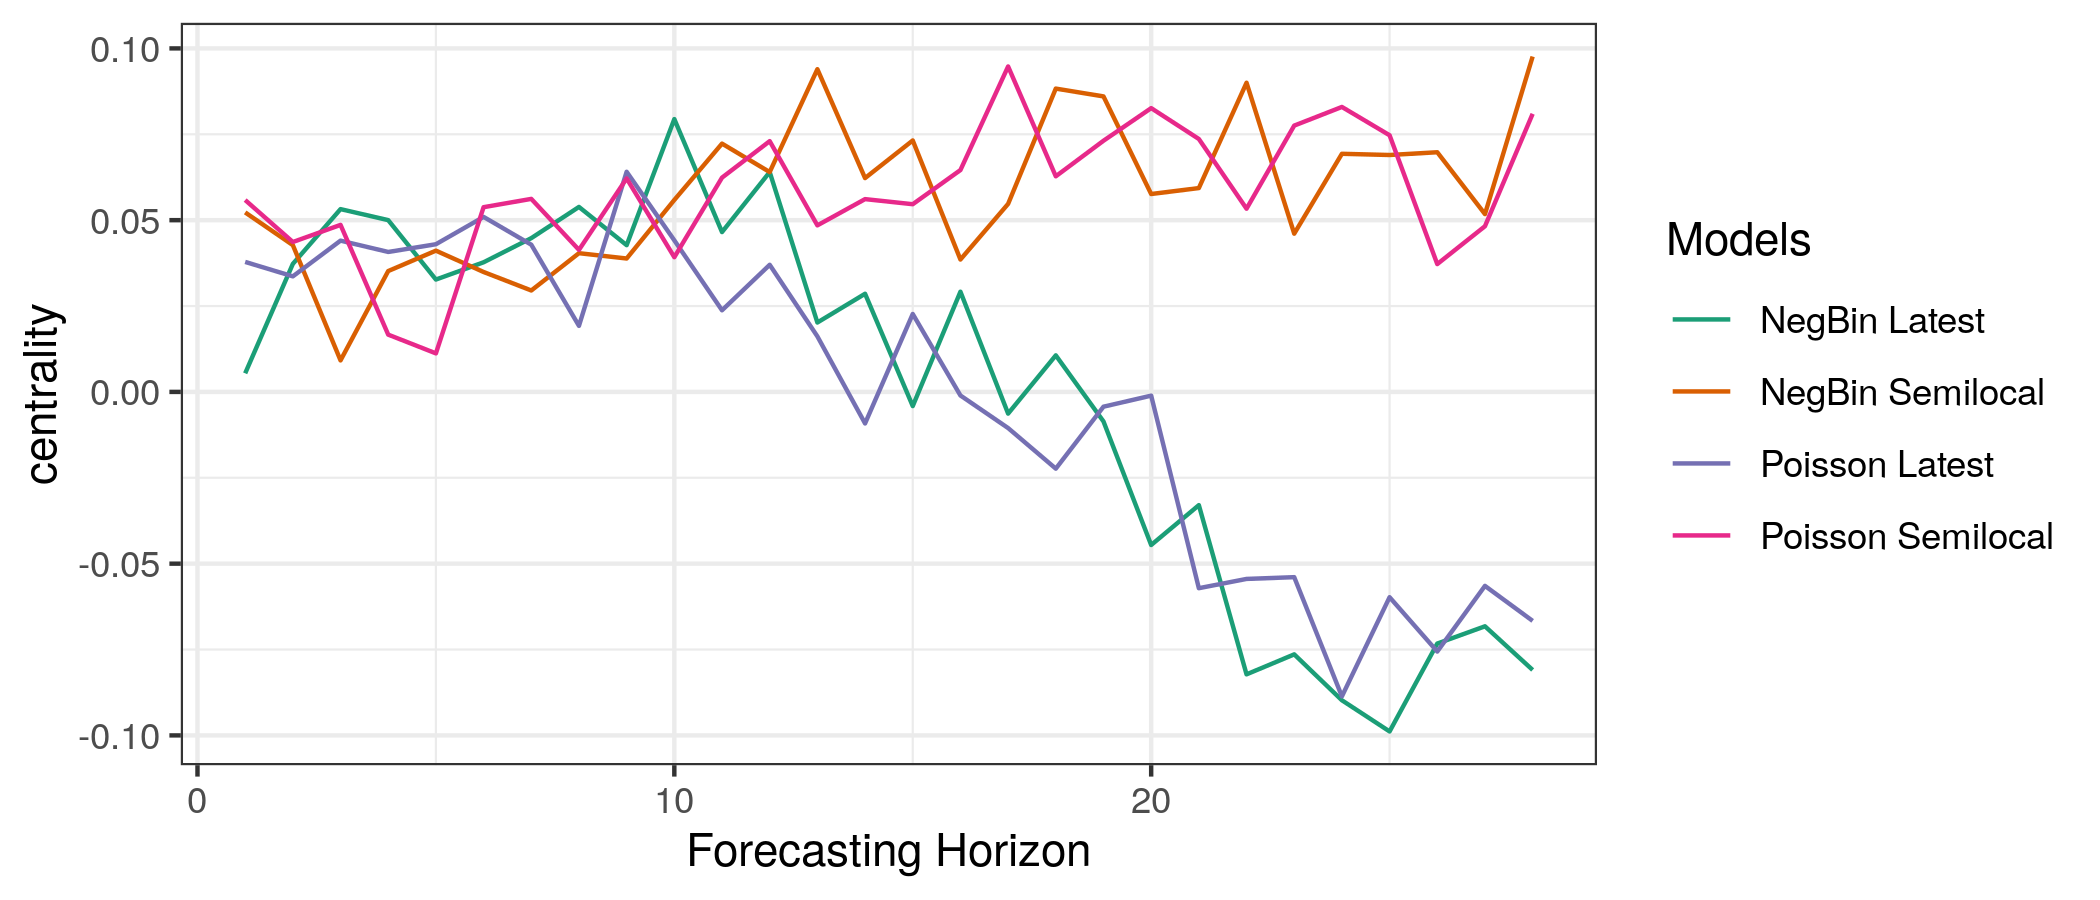 0.10
0.05
0.00
-0.05
-0.10
centrality
0
10
20
Forecasting Horizon
Models
NegBin Latest
NegBin Semilocal
Poisson Latest
Poisson Semilocal